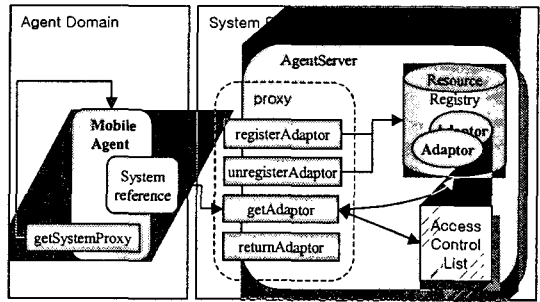 Agent Domain
System
AgentServer
proxy
Resource
Registry
Mobile
Agent
registerAdaptor
Adaptor
System
reference
unregisterAdaptor
getAdaptor
Access
Control
List
getSystemProxy
returnAdaptor